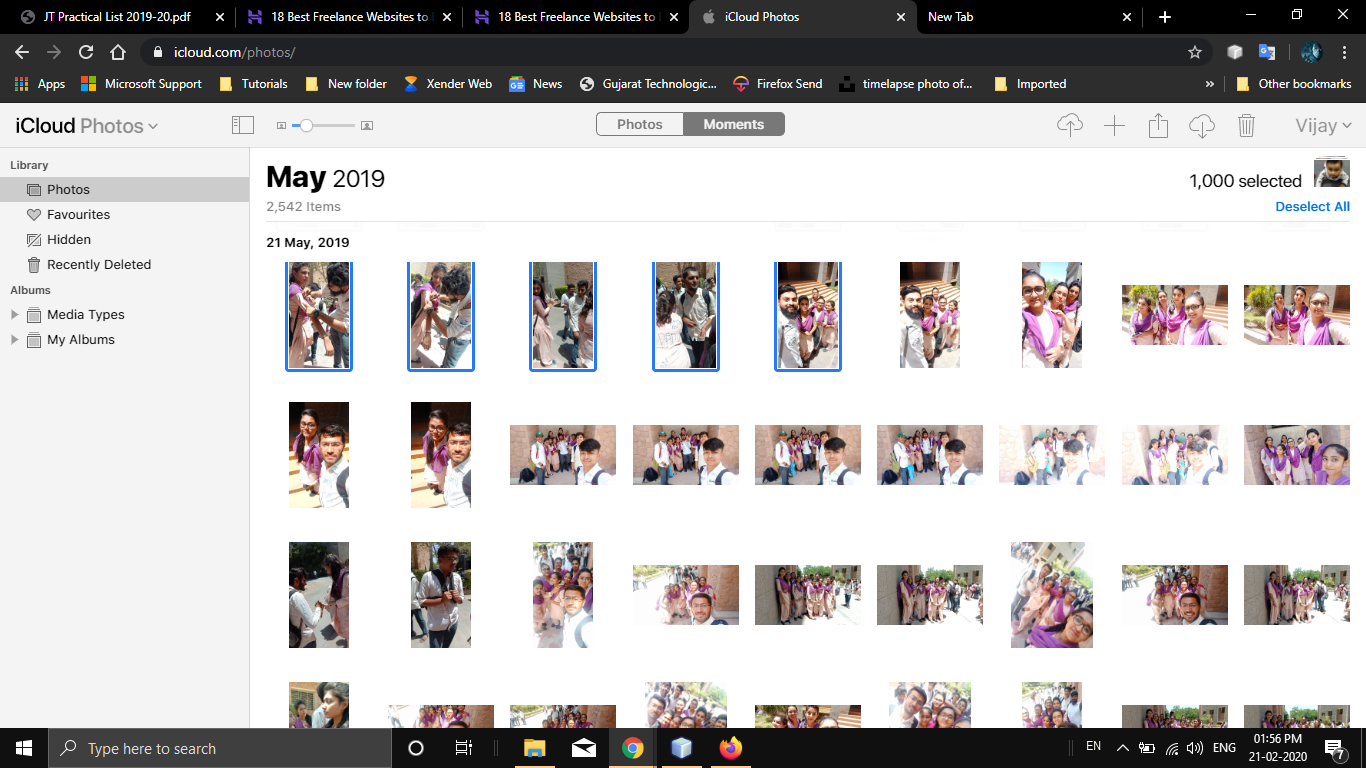 JT Practical List 2019-20.pdf
18 Best Freelance Websites to
18 Best Freelance Websites to
iCloud Photos
New Tab
icloud.com/photos/
Apps
Microsoft Support
Tutorials
New folder
Xender Web
News
Gujarat Technologic...
Firefox Send
timelapse photo of...
Imported
»
Other bookmarks
iCloud Photos
Photos
Moments
Vijay
Library
Photos
Favourites
Hidden
Recently Deleted
Albums
Media Types
My Albums
May 2019
1,000 selected
2,542 Items
Deselect All
21 May, 2019
Type here to search
EN
ENG
01:56 PM
21-02-2020
7